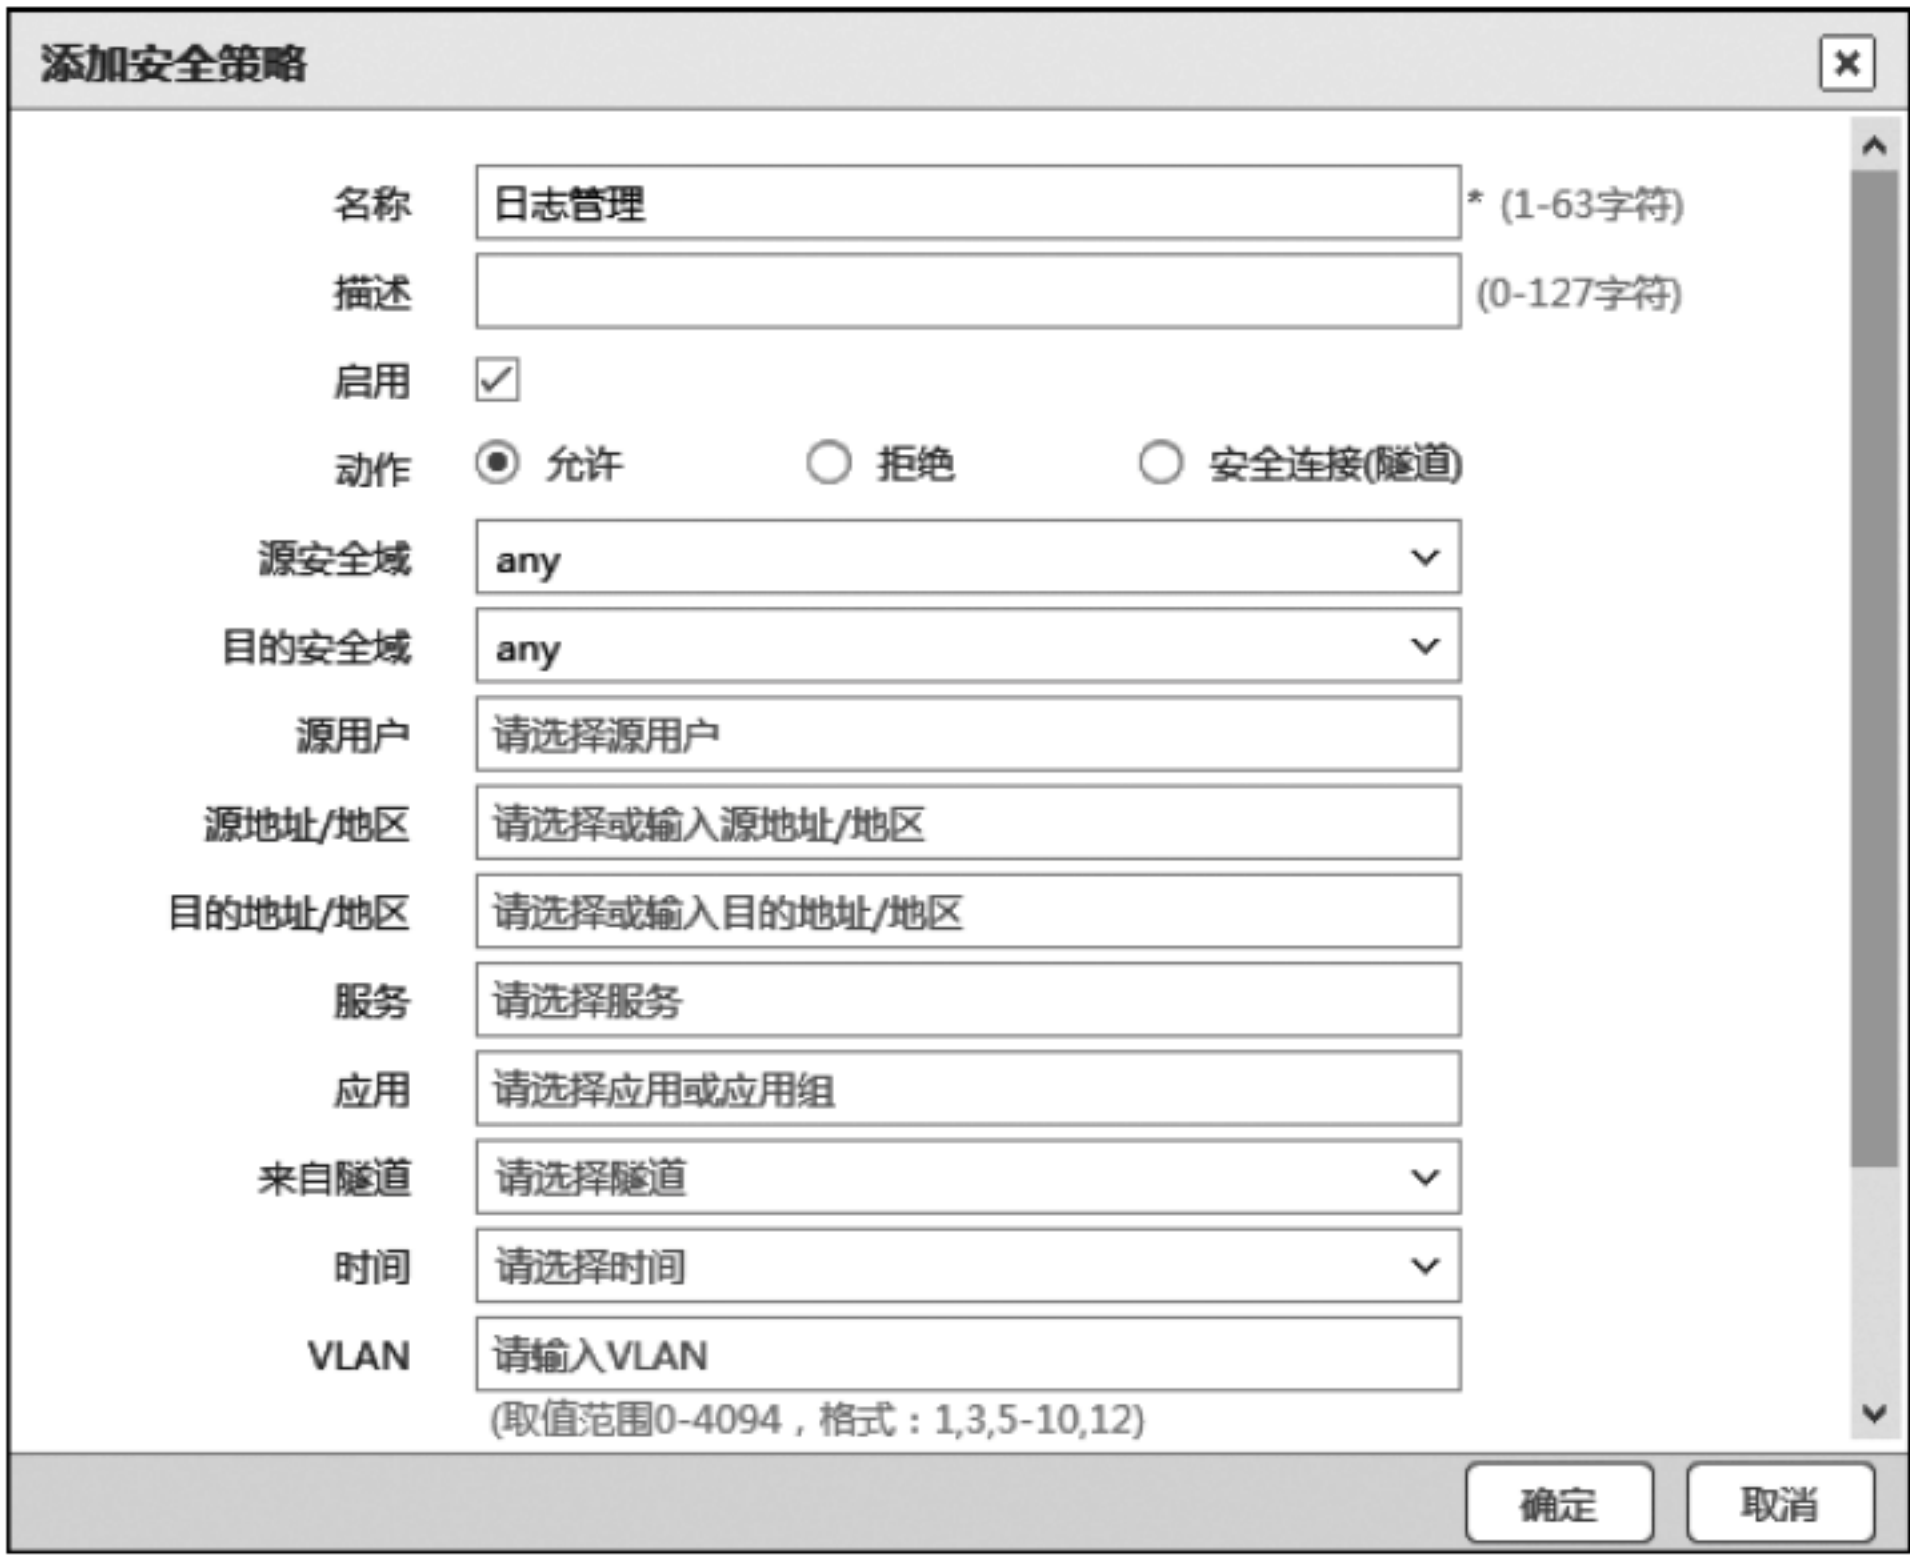 添加安全策略
名称 日志管理 * (1-63字符)
描述 (0-127字符)
启用
动作 允许 拒绝 安全连接(隧道)
源安全域 any
目的安全域 any
源用户 请选择源用户
源地址/地区 请选择或输入源地址/地区
目的地址/地区 请选择或输入目的地址/地区
服务 请选择服务
应用 请选择应用或应用组
来自隧道 请选择隧道
时间 请选择时间
VLAN 请输入VLAN
(取值范围0-4094，格式：1,3,5-10,12)
确定 取消